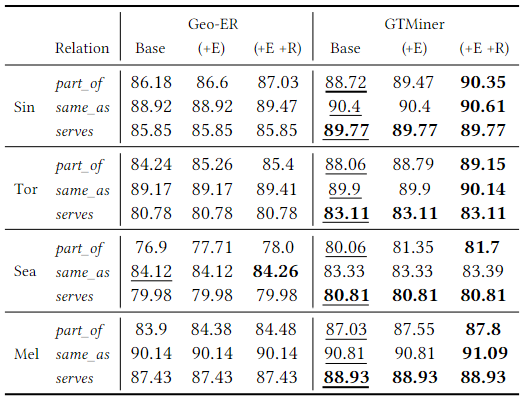 Geo-ER GTMiner
Relation Base (+E) (+E +R) Base (+E) (+E +R)
part_of 86.18 86.6 87.03 88.72 89.47 90.35
Sin same_as 88.92 88.92 89.47 90.4 90.4 90.61
serves 85.85 85.85 85.85 89.77 89.77 89.77
part_of 84.24 85.26 85.4 88.06 88.79 89.15
Tor same_as 89.17 89.17 89.41 89.9 89.9 90.14
serves 80.78 80.78 80.78 83.11 83.11 83.11
part_of 76.9 77.71 78.0 80.06 81.35 81.7
Sea same_as 84.12 84.12 84.26 83.33 83.33 83.39
serves 79.98 79.98 79.98 80.81 80.81 80.81
part_of 83.9 84.38 84.48 87.03 87.55 87.8
Mel same_as 90.14 90.14 90.14 90.81 90.81 91.09
serves 87.43 87.43 87.43 88.93 88.93 88.93